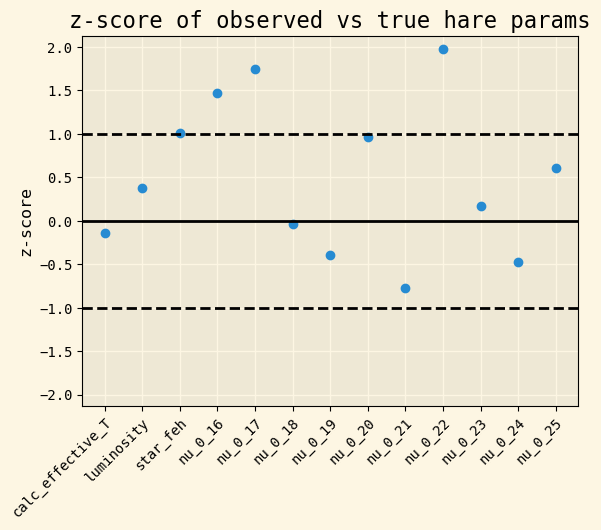 z-score of observed vs true hare params
z-score
2.0
1.5
1.0
0.5
0.0
−0.5
−1.0
−1.5
−2.0
calc_effective_T
luminosity
star_feh
nu_0_16
nu_0_17
nu_0_18
nu_0_19
nu_0_20
nu_0_21
nu_0_22
nu_0_23
nu_0_24
nu_0_25